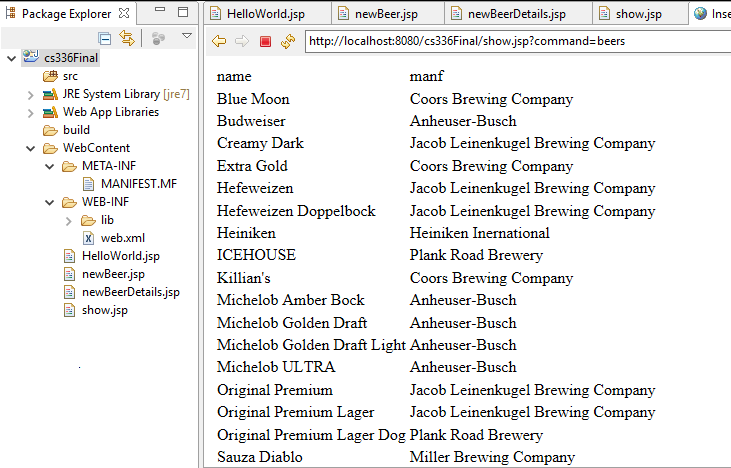 Package Explorer
cs336Final
src
JRE System Library [jre7]
Web App Libraries
build
WebContent
META-INF
MANIFEST.MF
WEB-INF
lib
web.xml
HelloWorld.jsp
newBeer.jsp
newBeerDetails.jsp
show.jsp
HelloWorld.jsp newBeer.jsp newBeerDetails.jsp show.jsp Inse
http://localhost:8080/cs336Final/show.jsp?command=beers
name manf
Blue Moon Coors Brewing Company
Budweiser Anheuser-Busch
Creamy Dark Jacob Leinenkugel Brewing Company
Extra Gold Coors Brewing Company
Hefeweizen Jacob Leinenkugel Brewing Company
Hefeweizen Doppelbock Jacob Leinenkugel Brewing Company
Heiniken Heiniken Inernational
ICEHOUSE Plank Road Brewery
Killian's Coors Brewing Company
Michelob Amber Bock Anheuser-Busch
Michelob Golden Draft Anheuser-Busch
Michelob Golden Draft Light Anheuser-Busch
Michelob ULTRA Anheuser-Busch
Original Premium Jacob Leinenkugel Brewing Company
Original Premium Lager Jacob Leinenkugel Brewing Company
Original Premium Lager Dog Plank Road Brewery
Sauza Diablo Miller Brewing Company